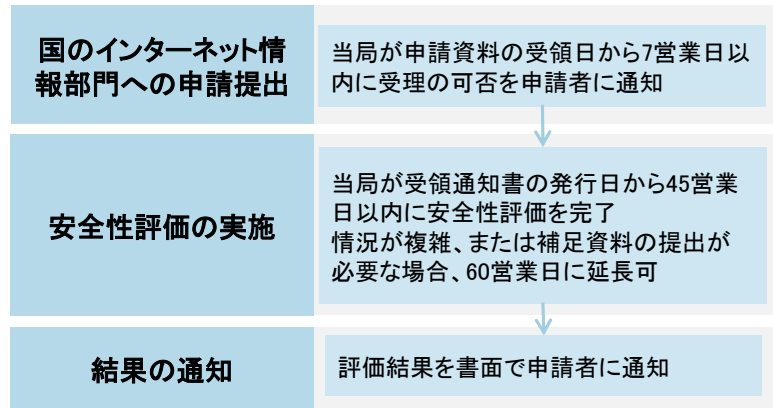 国のインターネット情
報部門への申請提出
当局が申請資料の受領日から7営業日以
内に受理の可否を申請者に通知
安全性評価の実施
当局が受領通知書の発行日から45営業
日以内に安全性評価を完了
情況が複雑、または補足資料の提出が
必要な場合、60営業日に延長可
結果の通知
評価結果を書面で申請者に通知